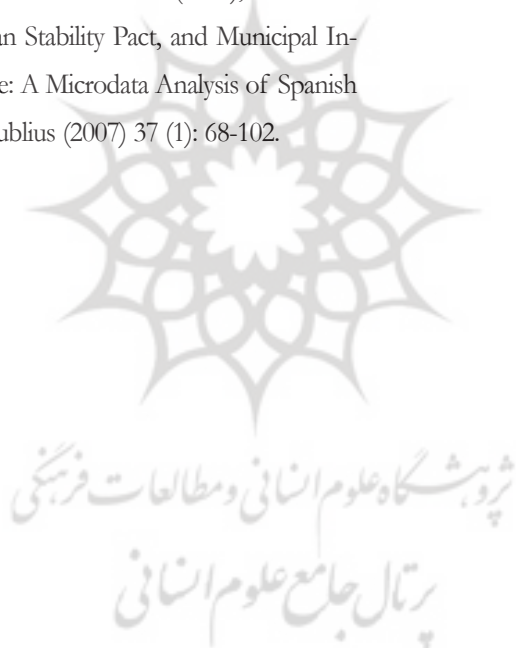 an Stability Pact, and Municipal In-
e: A Microdata Analysis of Spanish
ublius (2007) 37 (1): 68-102.
پژوهشگاه علوم انسانی و مطالعات فرهنگی
پرتال جامع علوم انسانی